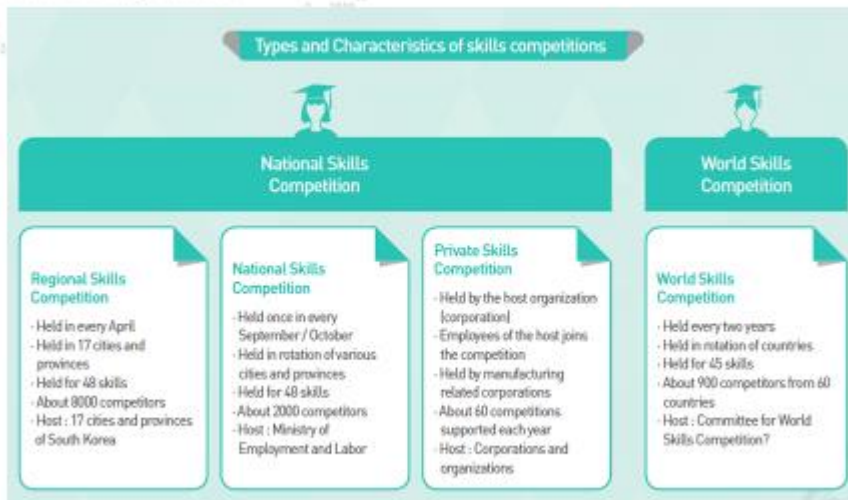 Types and Characteristics of skills competitions
National Skills
Competition
World Skills
Competition
Regional Skills
Competition
- Held in every April
- Held in 17 cities and
provinces
- Held for 48 skills
- About 8000 competitors
- Host : 17 cities and provinces
of South Korea
National Skills
Competition
- Held once in every
September / October
- Held in rotation of various
cities and provinces
- Held for 48 skills
- About 2000 competitors
- Host : Ministry of
Employment and Labor
Private Skills
Competition
- Held by the host organization
(corporation)
- Employees of the host joins
the competition
- Held by manufacturing
related corporations
- About 60 competitions
supported each year
- Host : Corporations and
organizations
World Skills
Competition
- Held every two years
- Held in rotation of countries
- Held for 45 skills
- About 900 competitors from 60
countries
- Host : Committee for World
Skills Competition?